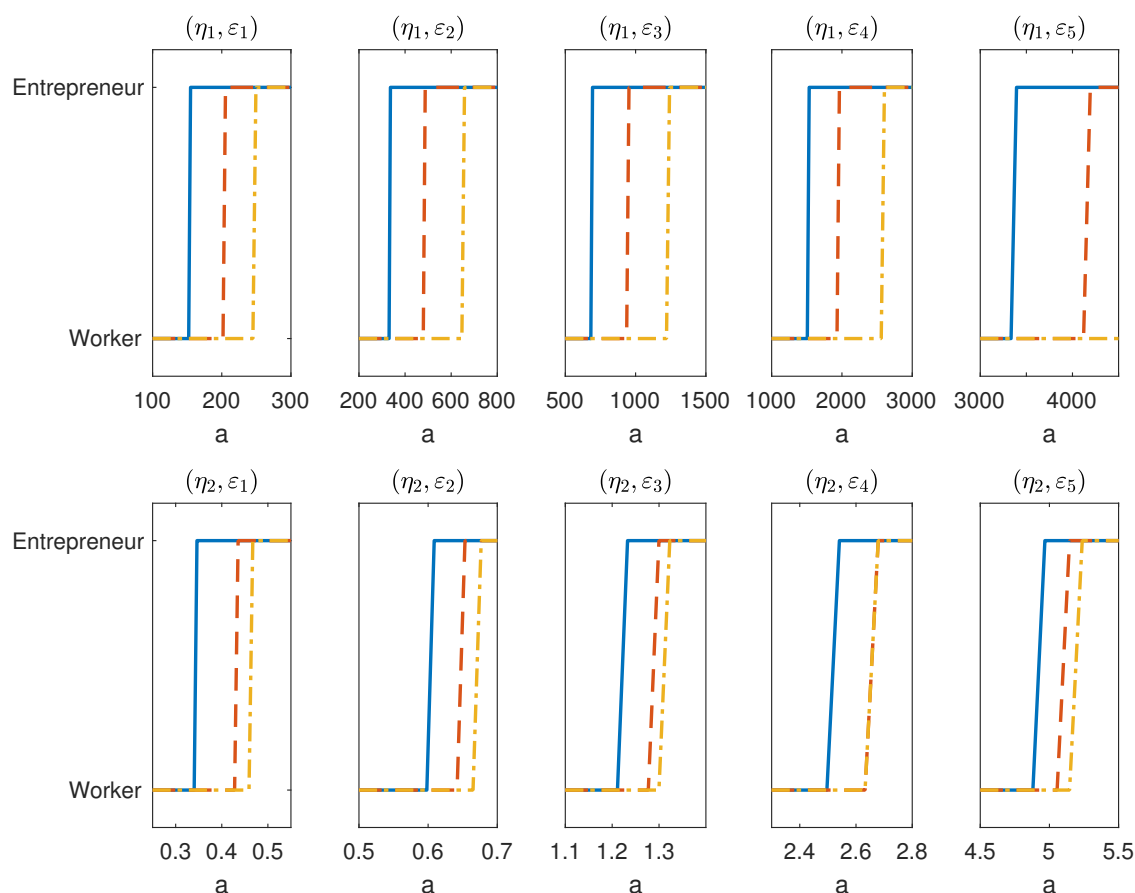 (η₁, ε₁) (η₁, ε₂) (η₁, ε₃) (η₁, ε₄) (η₁, ε₅)
Entrepreneur
Worker
100 200 300 200 400 600 800 500 1000 1500 1000 2000 3000 3000 4000
a a a a a
(η₂, ε₁) (η₂, ε₂) (η₂, ε₃) (η₂, ε₄) (η₂, ε₅)
Entrepreneur
Worker
0.3 0.4 0.5 0.5 0.6 0.7 1.1 1.2 1.3 2.4 2.6 2.8 4.5 5 5.5
a a a a a